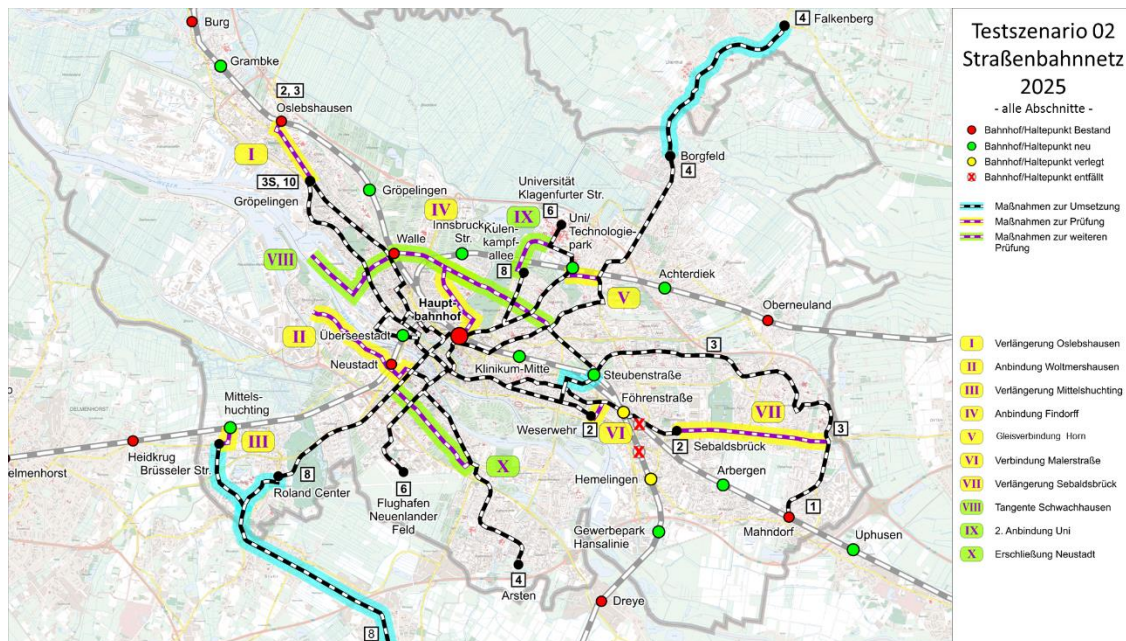 Testszenario 02
Straßenbahnnetz
2025
- alle Abschnitte -
Bahnhof/Haltepunkt Bestand
Bahnhof/Haltepunkt neu
Bahnhof/Haltepunkt verlegt
Bahnhof/Haltepunkt entfällt
Maßnahmen zur Umsetzung
Maßnahmen zur Prüfung
Maßnahmen zur weiteren
Prüfung
I Verlängerung Oslebshausen
II Anbindung Woltmershausen
III Verlängerung Mittelshuchting
IV Anbindung Findorff
V Gleisverbindung Horn
VI Verbindung Malerstraße
VII Verlängerung Sebaldsbrück
VIII Tangente Schwachhausen
IX 2. Anbindung Uni
X Erschließung Neustadt
Burg
4 Falkenberg
Grambke
2, 3
Oslebshausen
I
3S, 10
Gröpelingen
Gröpelingen
Borgfeld
4
Universität
Klagenfurter Str.
6
IV
Innsbruck.
Str.
IX
Kulen-
kampf-
allee
8
Uni/
Technologie-
park
Walle
VIII
Achterdiek
V
Oberneuland
Haupt-
bahnhof
II
Überseestadt
Neustadt
Klinikum-Mitte
Steubenstraße
3
Föhrenstraße
VII
Mittels-
huchting
III
Weserwehr
2
VI
2
Sebaldsbrück
3
Heidkrug
Brüsseler Str.
elmenhorst
DELMENHORST
8
Roland Center
6
Flughafen
Neuenlander
Feld
X
Hemelingen
Arbergen
1
Mahndorf
Gewerbepark
Hansalinie
Uphusen
4
Arsten
Dreye
8